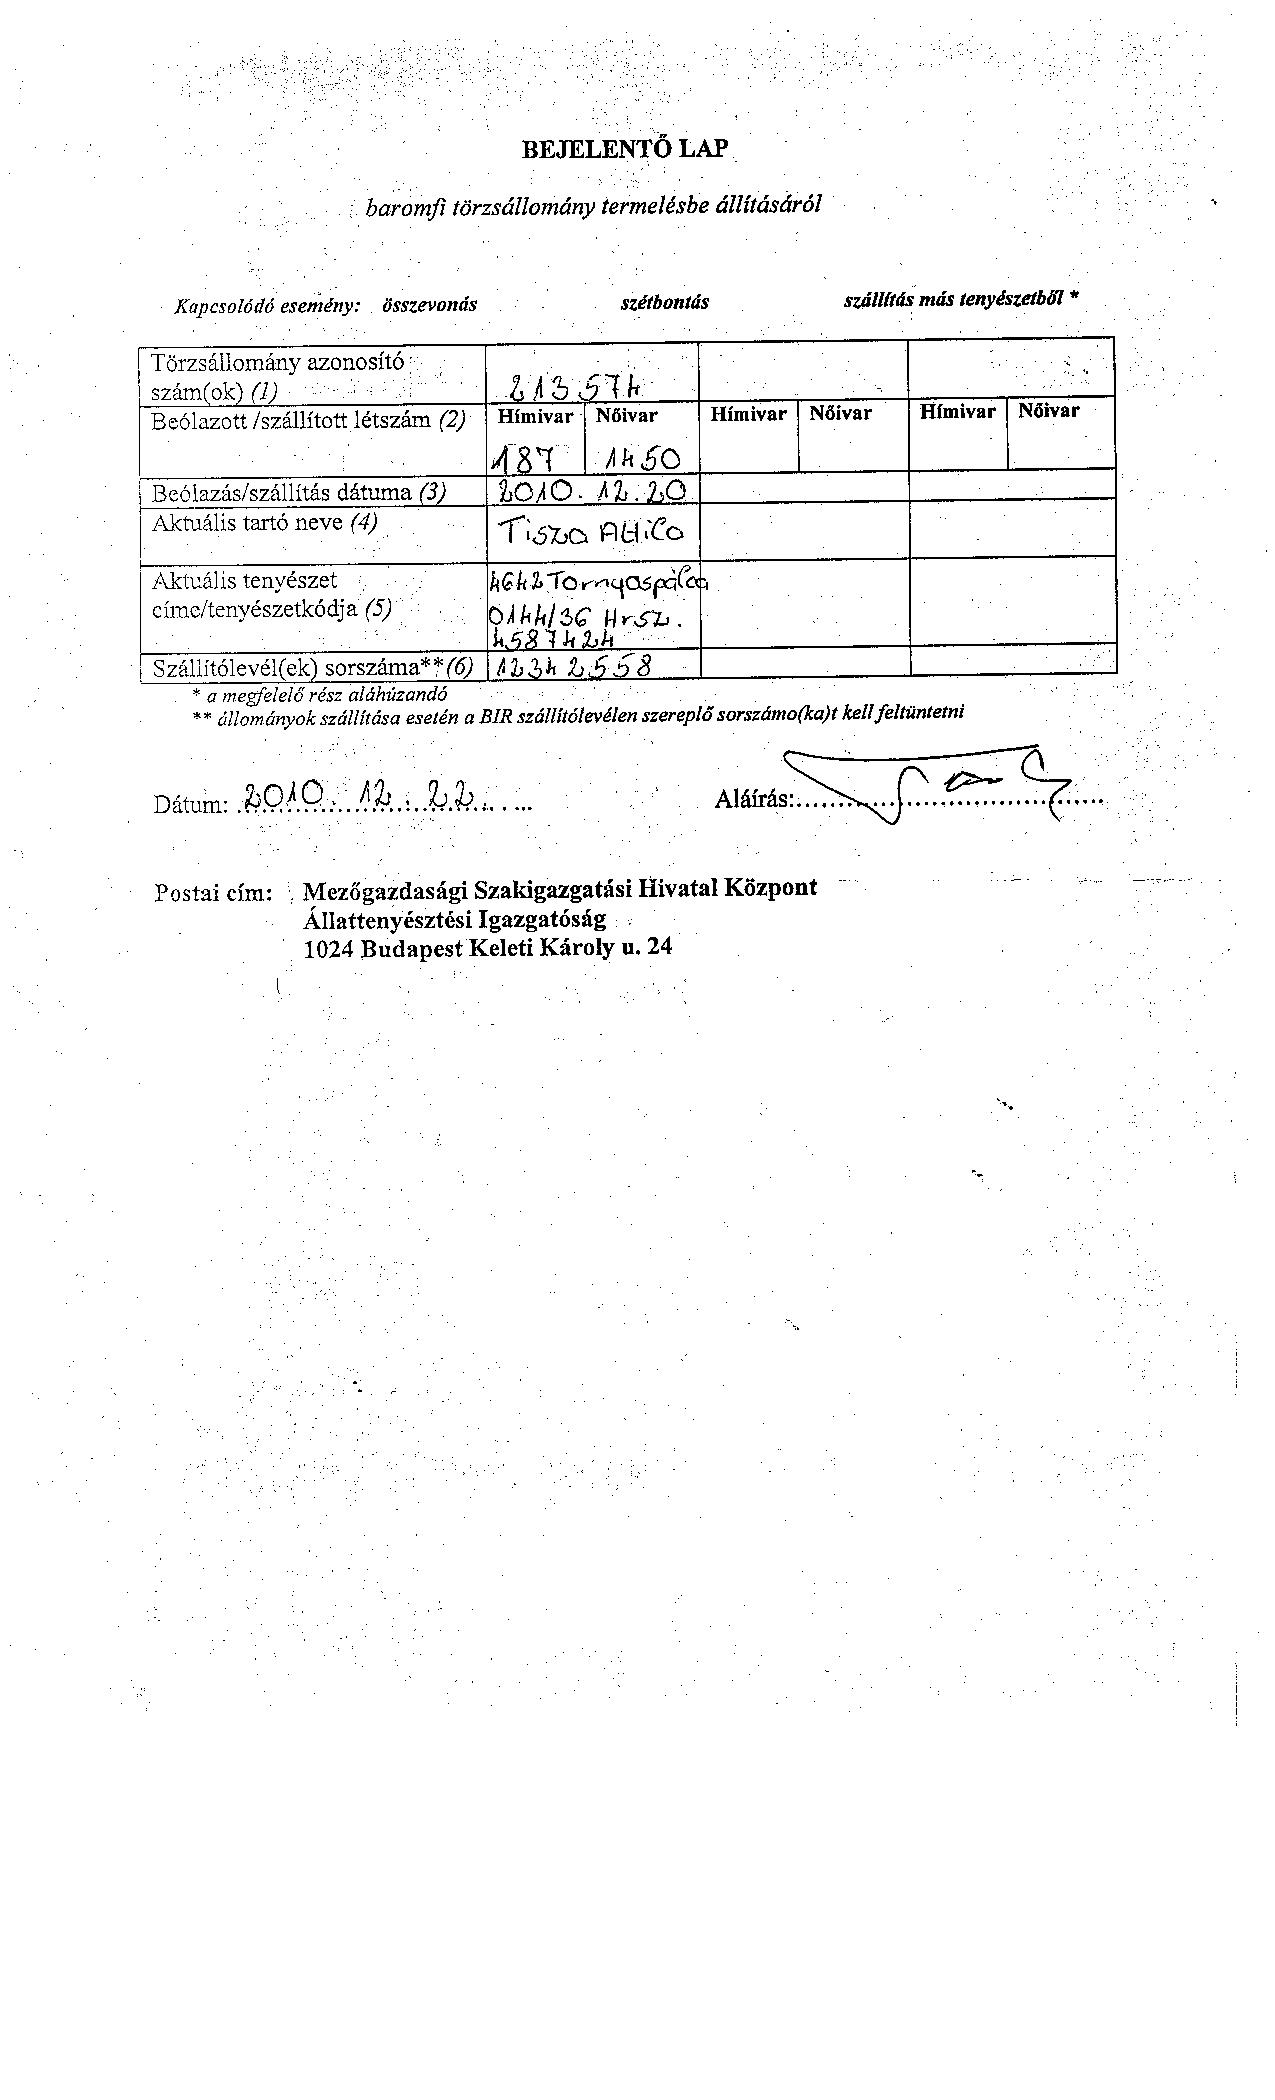 BEJELENTŐ LAP
baromfi törzsállomány termelésbe állításáról
Kapcsolódó esemény: összevonás szétbontás szállítás más tenyészetből *
Törzsállomány azonosító
szám(ok) (1) 213574
Beólazott /szállított létszám (2) Hímivar Nőivar Hímivar Nőivar Hímivar Nőivar
187 1450
Beólazás/szállítás dátuma (3) 2010. 12. 20
Aktuális tartó neve (4) Tisza Attila
Aktuális tenyészet 4642 Tornyospálca
címe/tenyészetkódja (5) 0144/36 Hrsz.
4587424
Szállítólevél(ek) sorszáma**(6) 12342558
* a megfelelő rész aláhúzandó
** állományok szállítása esetén a BIR szállítólevélen szereplő sorszámo(ka)t kell feltüntetni
Dátum: 2010. 12. 22. Aláírás:
Postai cím: Mezőgazdasági Szakigazgatási Hivatal Központ
Állattenyésztési Igazgatóság
1024 Budapest Keleti Károly u. 24